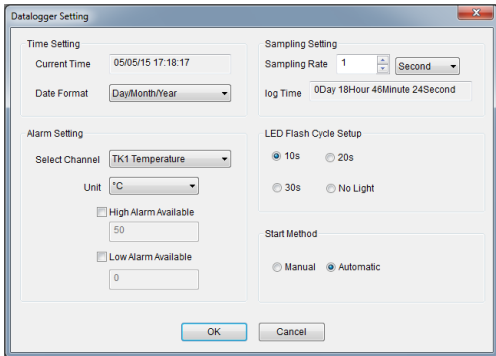 Datalogger Setting
Time Setting
Current Time 05/05/15 17:18:17
Date Format Day/Month/Year
Sampling Setting
Sampling Rate 1 Second
log Time 0Day 18Hour 46Minute 24Second
Alarm Setting
Select Channel TK1 Temperature
Unit °C
High Alarm Available
50
Low Alarm Available
0
LED Flash Cycle Setup
10s 20s
30s No Light
Start Method
Manual Automatic
OK Cancel